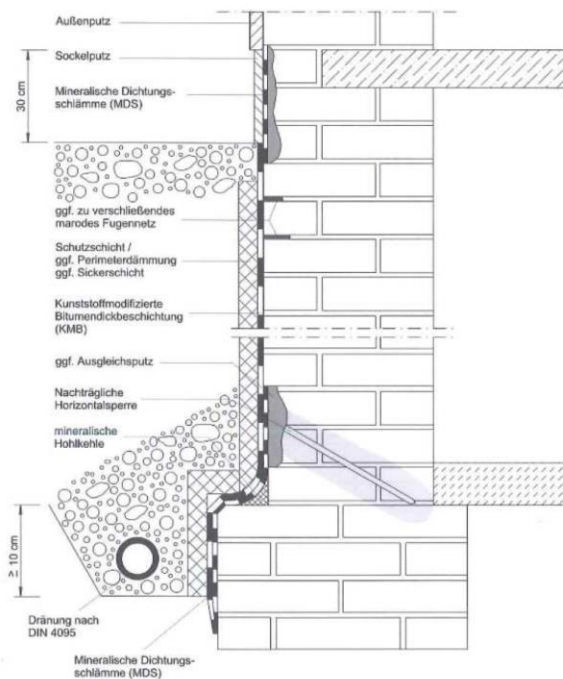 Außenputz
Sockelputz
30 cm
Mineralische Dichtungs-
schlämme (MDS)
ggf. zu verschließendes
marodes Fugennetz
Schutzschicht /
ggf. Perimeterdämmung
ggf. Sickerschicht
Kunststoffmodifizierte
Bitumendickbeschichtung
(KMB)
ggf. Ausgleichsputz
Nachträgliche
Horizontalsperre
mineralische
Hohlkehle
≥ 10 cm
Dränung nach
DIN 4095
Mineralische Dichtungs-
schlämme (MDS)